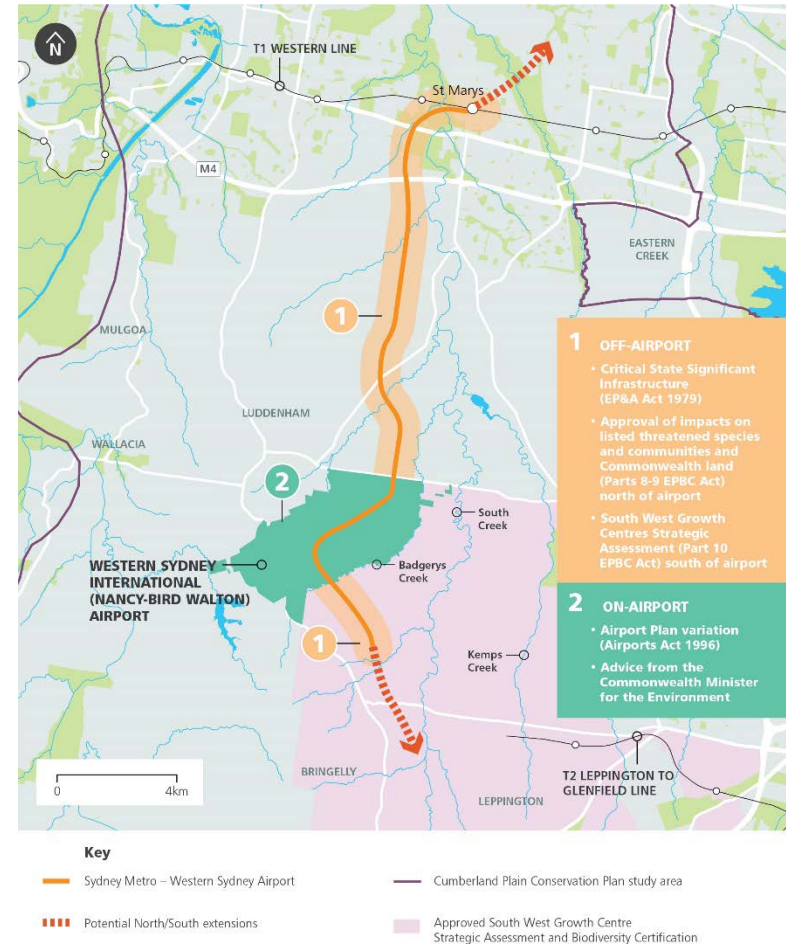 N
T1 WESTERN LINE
St Marys
M4
EASTERN
CREEK
1
MULGOA
LUDDENHAM
WALLACIA
2
South
Creek
WESTERN SYDNEY
INTERNATIONAL
(NANCY-BIRD WALTON)
AIRPORT
Badgerys
Creek
1
Kemps
Creek
BRINGELLY
T2 LEPPINGTON TO
GLENFIELD LINE
LEPPINGTON
0 4km
1 OFF-AIRPORT
• Critical State Significant
Infrastructure
(EP&A Act 1979)
• Approval of impacts on
listed threatened species
and communities and
Commonwealth land
(Parts 8-9 EPBC Act)
north of airport
• South West Growth
Centres Strategic
Assessment (Part 10
EPBC Act) south of airport
2 ON-AIRPORT
• Airport Plan variation
(Airports Act 1996)
• Advice from the
Commonwealth Minister
for the Environment
Key
Sydney Metro – Western Sydney Airport
Potential North/South extensions
Cumberland Plain Conservation Plan study area
Approved South West Growth Centre
Strategic Assessment and Biodiversity Certification